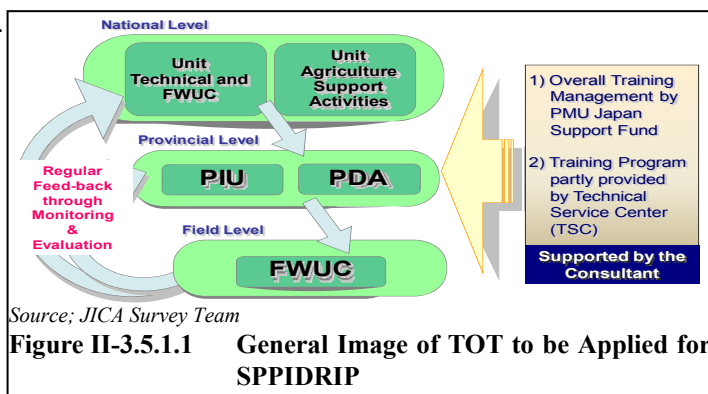 National Level
Unit
Technical and
FWUC
Unit
Agriculture
Support
Activities
Provincial Level
PIU
PDA
Field Level
FWUC
Regular
Feed-back
through
Monitoring
&
Evaluation
1) Overall Training
Management by
PMU Japan
Support Fund
2) Training Program
partly provided
by Technical
Service Center
(TSC)
Supported by the
Consultant
Source; JICA Survey Team
Figure II-3.5.1.1 General Image of TOT to be Applied for
SPPIDRIP